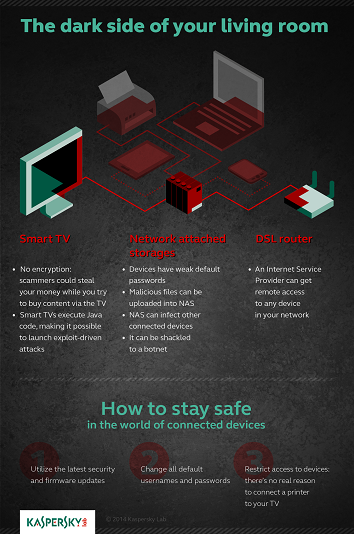 The dark side of your living room
Smart TV
• No encryption:
scammers could steal
your money while you try
to buy content via the TV
• Smart TVs execute Java
code, making it possible
to launch exploit-driven
attacks
Network attached
storages
• Devices have weak default
passwords
• Malicious files can be
uploaded into NAS
• NAS can infect other
connected devices
• It can be shackled
to a botnet
DSL router
• An Internet Service
Provider can get
remote access
to any device
in your network
How to stay safe
in the world of connected devices
1
Utilize the latest security
and firmware updates
2
Change all default
usernames and passwords
3
Restrict access to devices:
there's no real reason
to connect a printer
to your TV
KASPERSKY LAB
© 2014 Kaspersky Lab